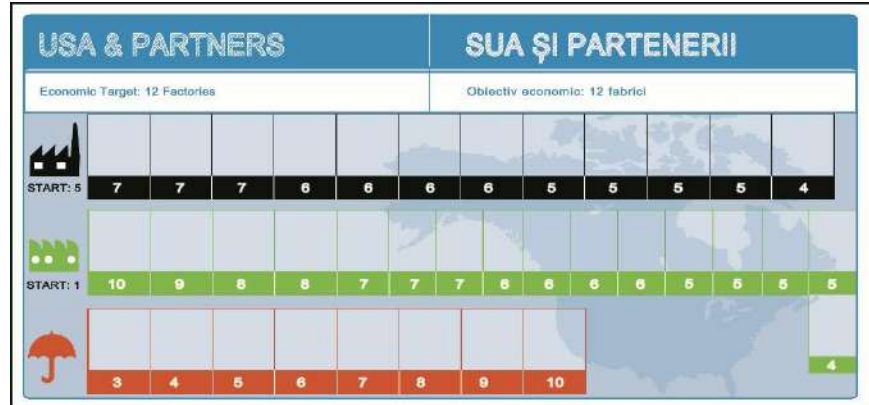 USA & PARTNERS
SUA ȘI PARTENERII
Economic Target: 12 Factories
Obiectiv economic: 12 fabrici
START: 5 7 7 7 6 6 6 6 5 5 5 5 4
START: 1 10 9 8 8 7 7 7 6 6 6 6 5 5 5 5
4
3 4 5 6 7 8 9 10